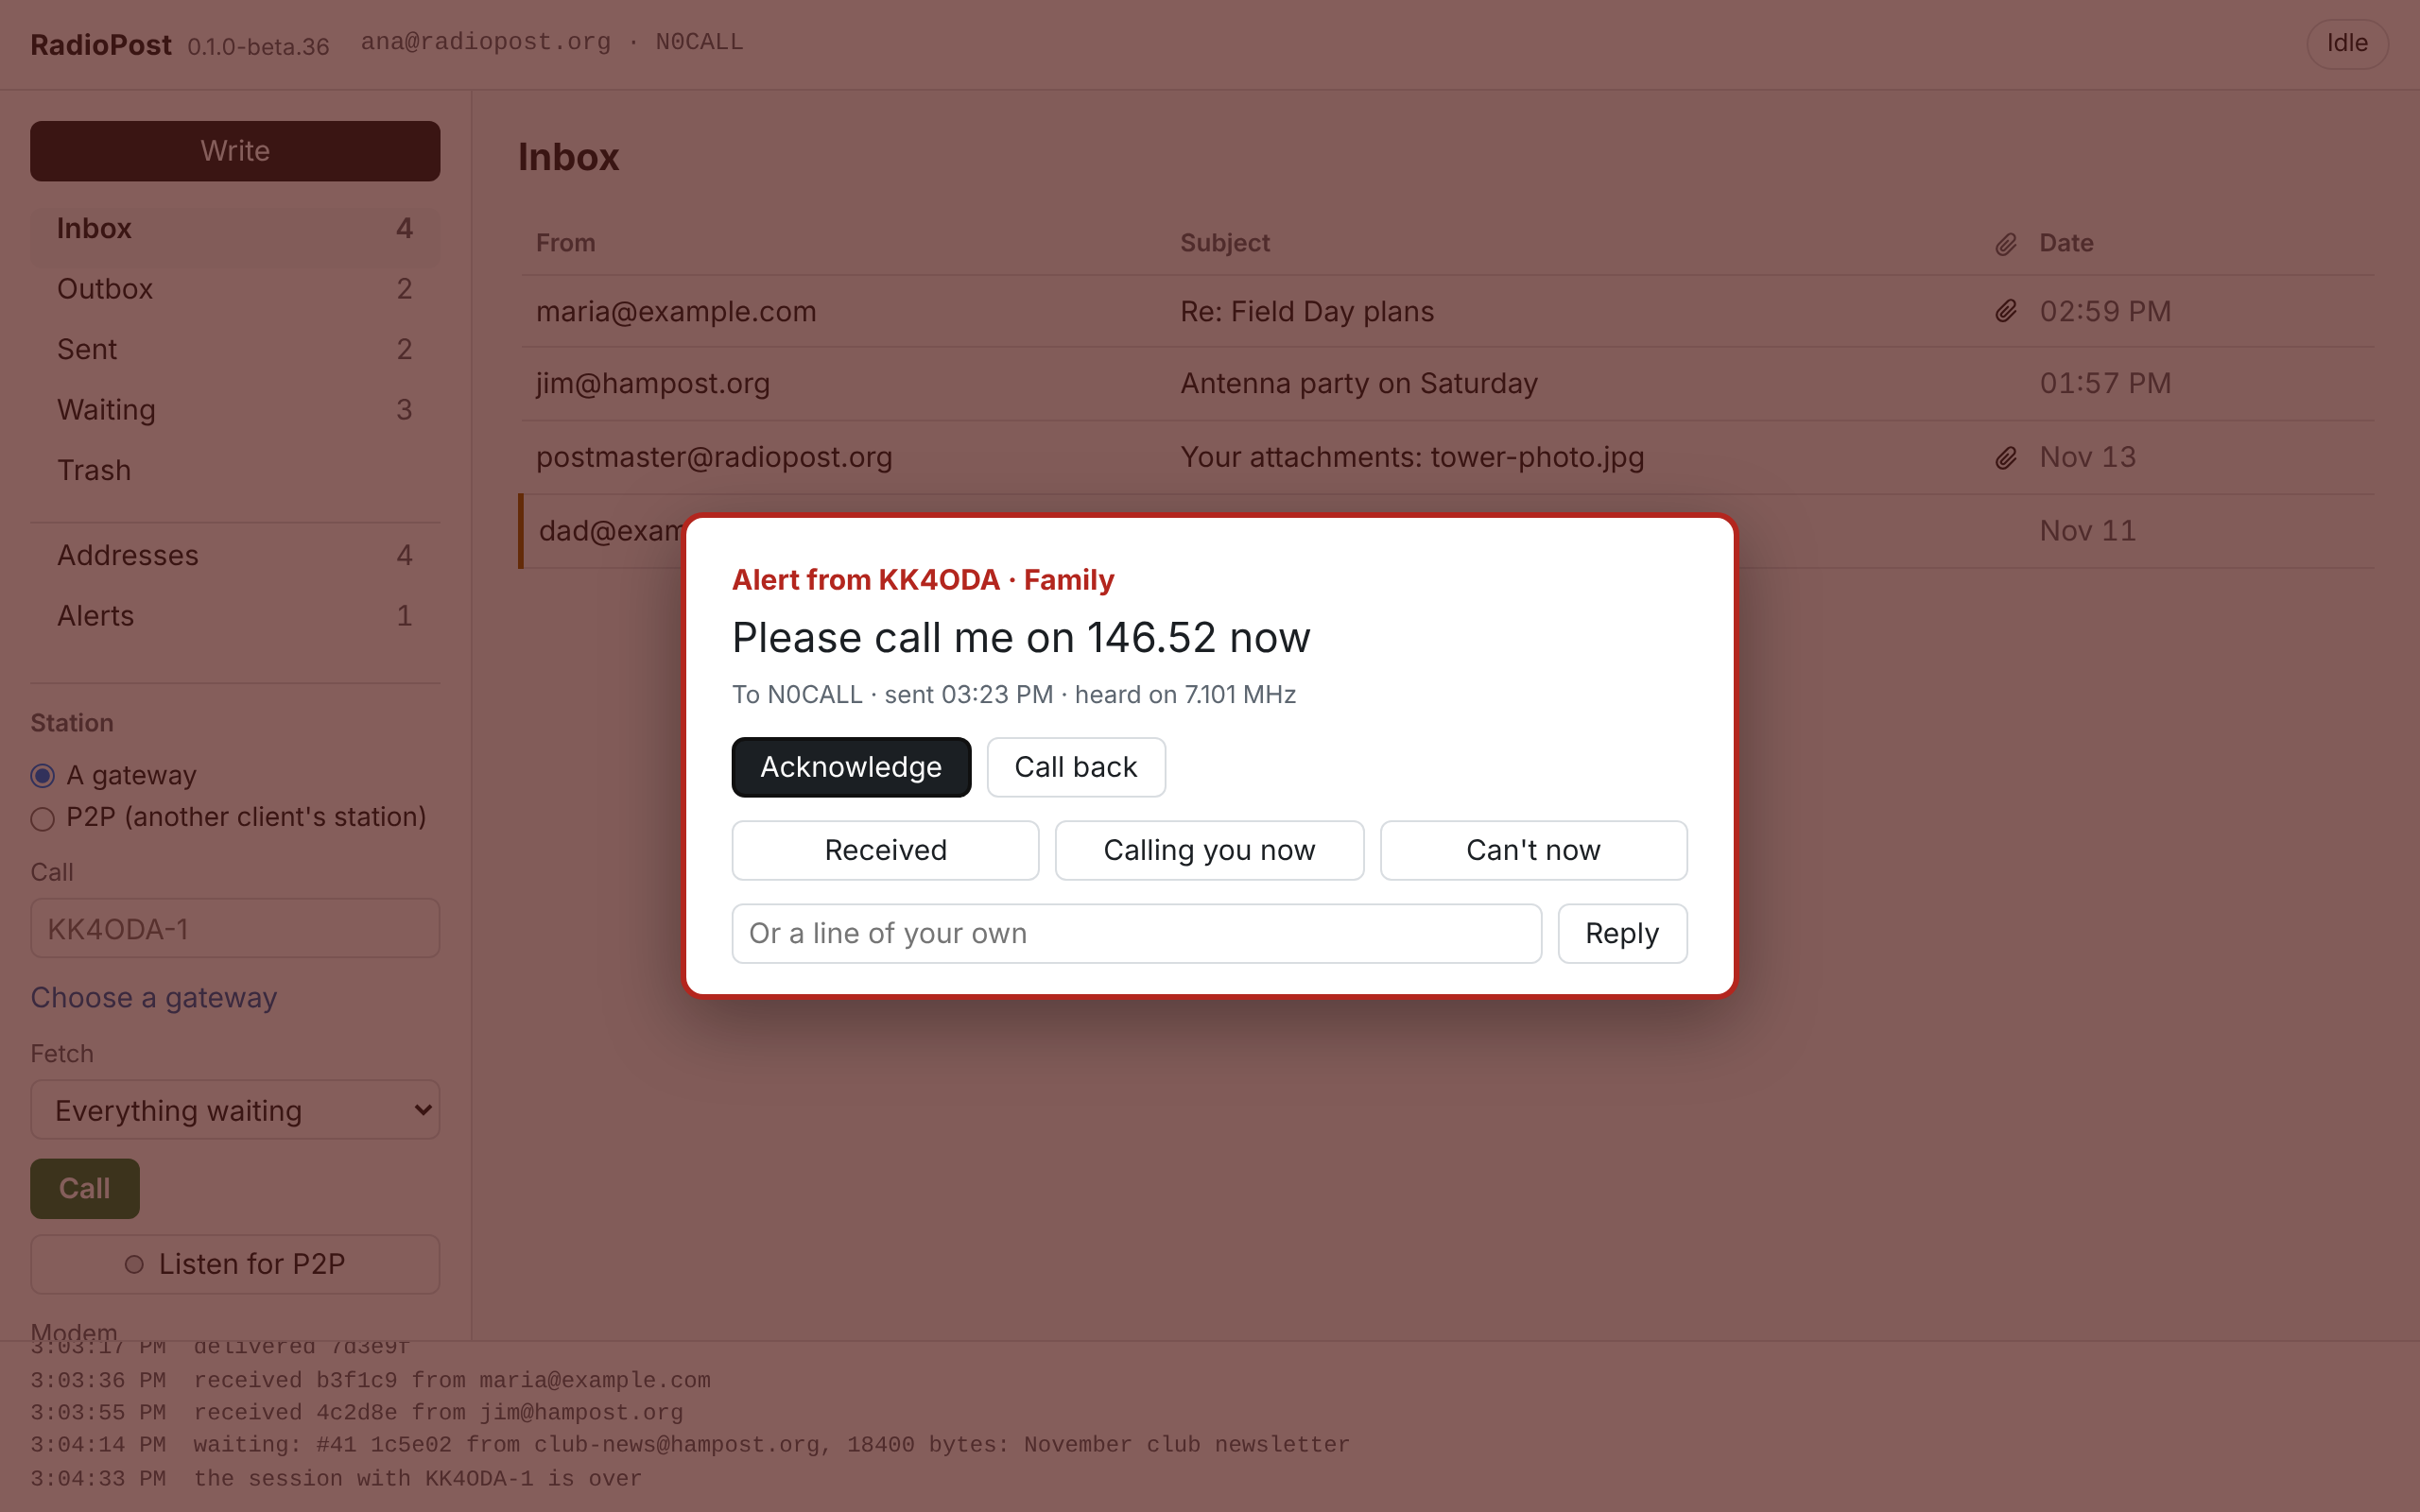 RadioPost 0.1.0-beta.36 ana@radiopost.org · N0CALL
Idle
Write
Inbox 4
Outbox 2
Sent 2
Waiting 3
Trash
Addresses 4
Alerts 1
Station
A gateway
P2P (another client's station)
Call
KK4ODA-1
Choose a gateway
Fetch
Everything waiting
Call
Listen for P2P
Modem
Inbox
From Subject Date
maria@example.com Re: Field Day plans 02:59 PM
jim@hampost.org Antenna party on Saturday 01:57 PM
postmaster@radiopost.org Your attachments: tower-photo.jpg Nov 13
dad@exam Nov 11
Alert from KK4ODA · Family
Please call me on 146.52 now
To N0CALL · sent 03:23 PM · heard on 7.101 MHz
Acknowledge Call back
Received Calling you now Can't now
Or a line of your own Reply
3:03:17 PM delivered 7d3e9f
3:03:36 PM received b3f1c9 from maria@example.com
3:03:55 PM received 4c2d8e from jim@hampost.org
3:04:14 PM waiting: #41 1c5e02 from club-news@hampost.org, 18400 bytes: November club newsletter
3:04:33 PM the session with KK4ODA-1 is over